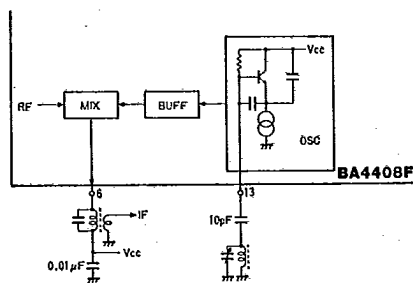 Vcc
RF
MIX
BUFF
OSC
BA4408F
6
13
IF
10pF
Vcc
0.01μF